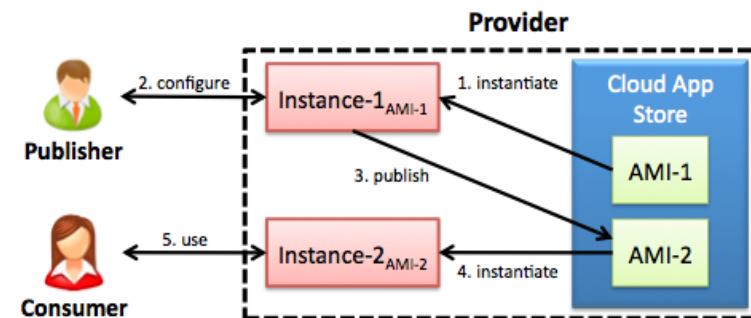 Provider
2. configure
Instance-1AMI-1
1. instantiate
Cloud App
Store
Publisher
3. publish
AMI-1
5. use
Instance-2AMI-2
4. instantiate
AMI-2
Consumer